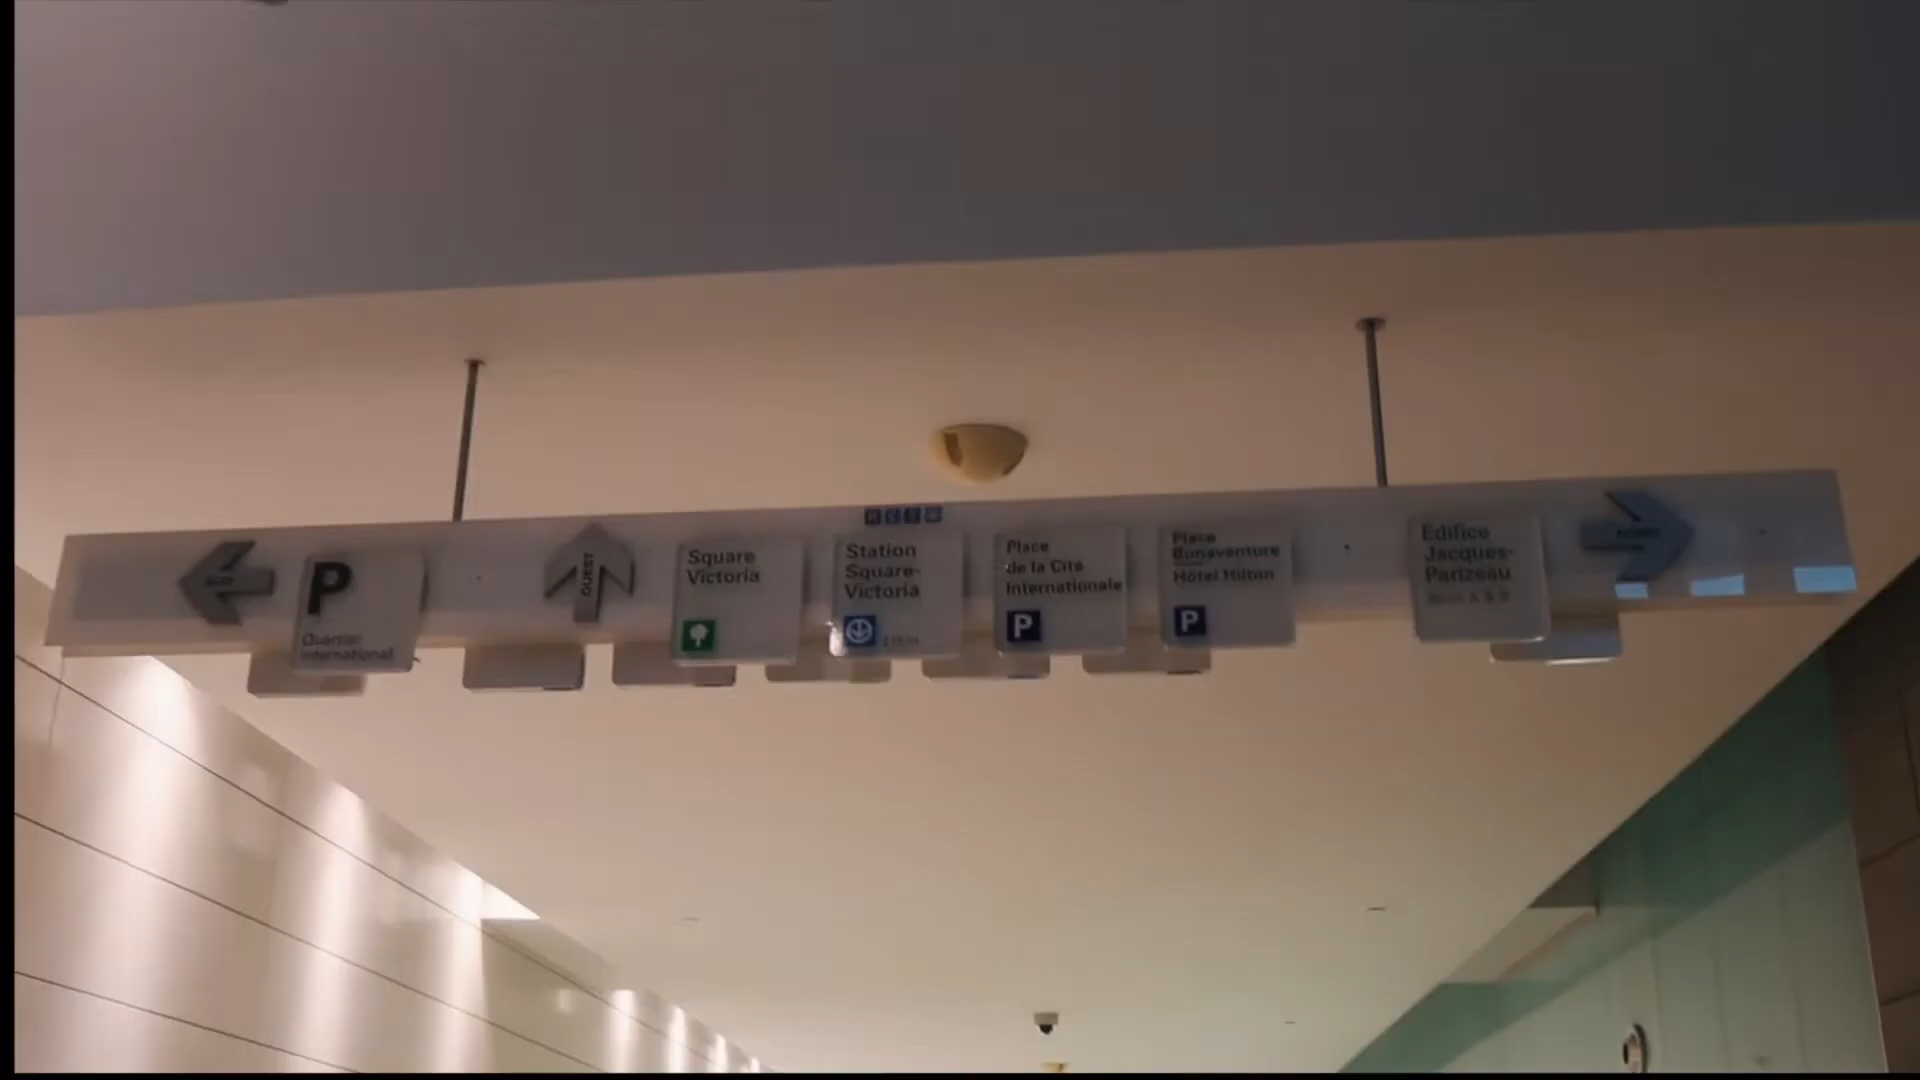 P
Quartier
international
OUEST
Square
Victoria
Station
Square-
Victoria
Place
de la Cité
Internationale
P
Place
Bonaventure
Hôtel Hilton
P
Édifice
Jacques-
Parizeau